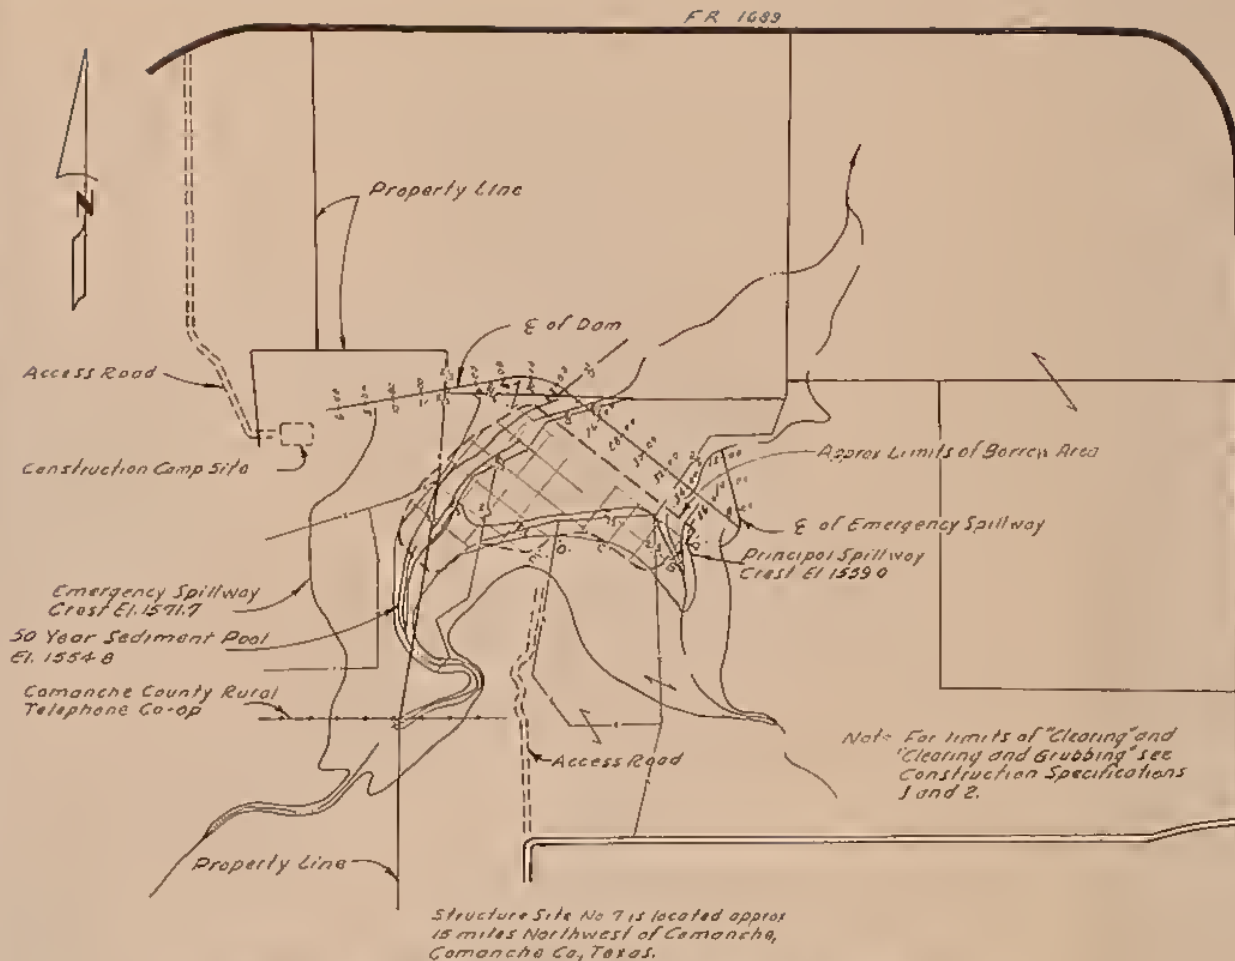 FR 1689
N
Property Line
₵ of Dam
Access Road
Construction Camp Site
Approx Limits of Borrow Area
₵ of Emergency Spillway
Principal Spillway
Crest El 1559.0
Emergency Spillway
Crest El. 1571.7
50 Year Sediment Pool
El. 1554.8
Comanche County Rural
Telephone Co-op
Access Road
Note: For limits of "Clearing" and
"Clearing and Grubbing" see
Construction Specifications
1 and 2.
Property Line
Structure Site No 7 is located approx
15 miles Northwest of Comanche,
Comanche Co., Texas.